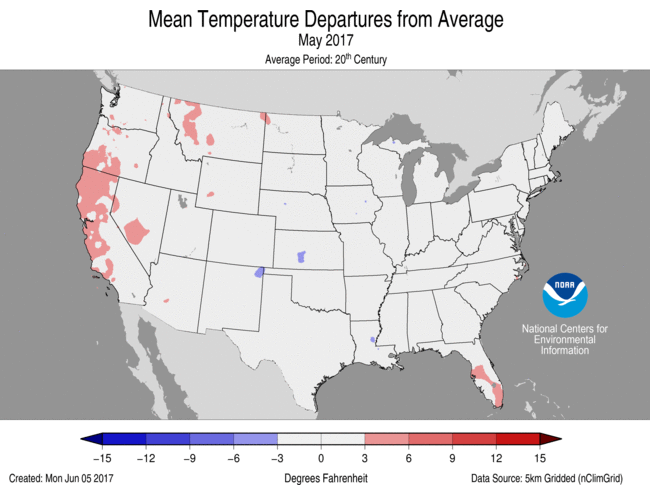 Mean Temperature Departures from Average
May 2017
Average Period: 20th Century
NOAA
National Centers for
Environmental
Information
−15 −12 −9 −6 −3 0 3 6 9 12 15
Created: Mon Jun 05 2017 Degrees Fahrenheit Data Source: 5km Gridded (nClimGrid)